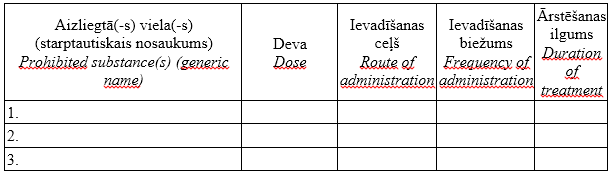 Aizliegtā(-s) viela(-s)
(starptautiskais nosaukums)
Prohibited substance(s) (generic
name)
Deva
Dose
Ievadīšanas
ceļš
Route of
administration
Ievadīšanas
biežums
Frequency of
administration
Ārstēšanas
ilgums
Duration
of
treatment
1.
2.
3.